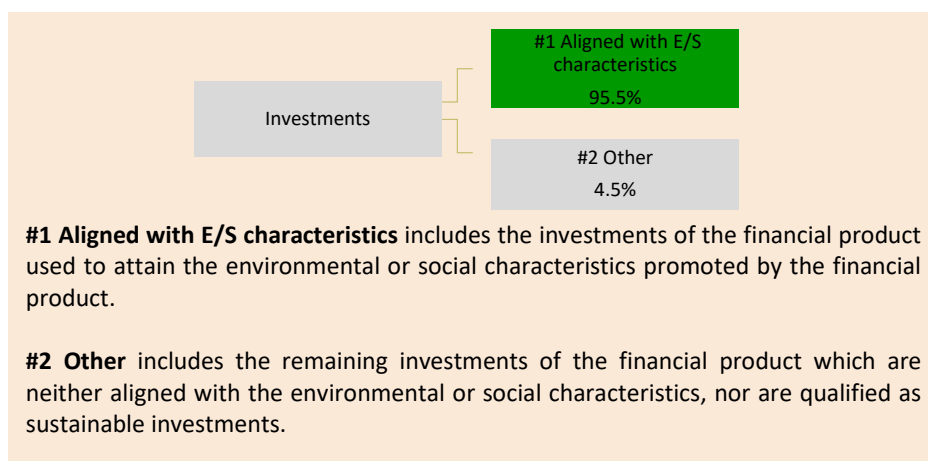 #1 Aligned with E/S
characteristics
95.5%
Investments
#2 Other
4.5%
#1 Aligned with E/S characteristics includes the investments of the financial product
used to attain the environmental or social characteristics promoted by the financial
product.
#2 Other includes the remaining investments of the financial product which are
neither aligned with the environmental or social characteristics, nor are qualified as
sustainable investments.